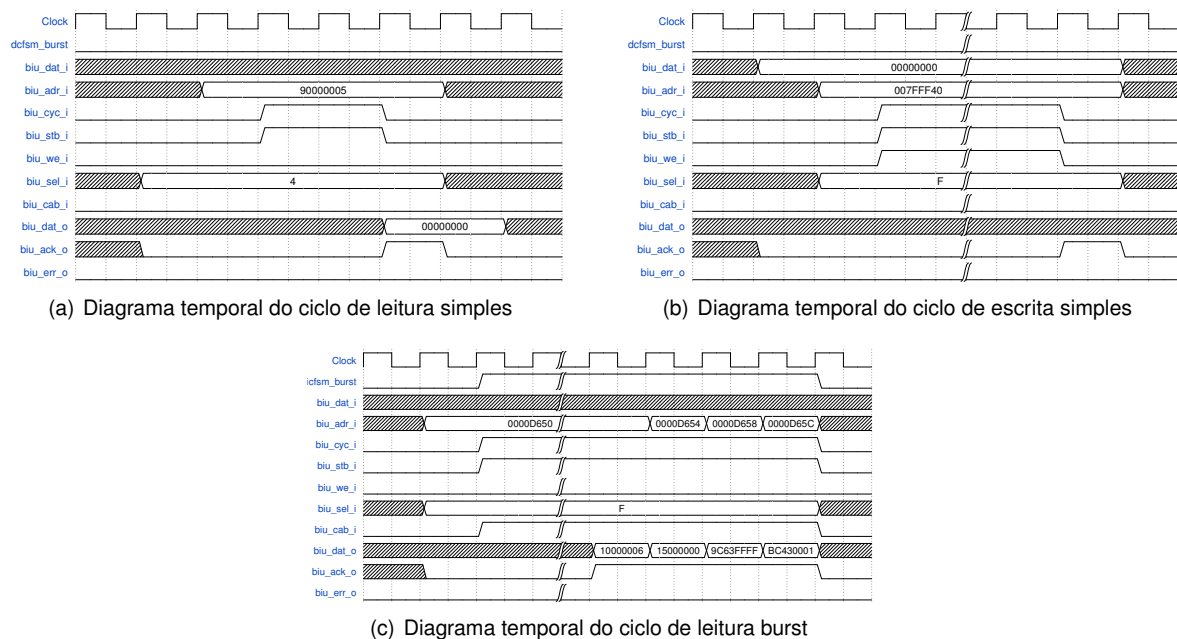 Clock
dcfsm_burst
biu_dat_i
biu_adr_i 90000005
biu_cyc_i
biu_stb_i
biu_we_i
biu_sel_i 4
biu_cab_i
biu_dat_o 00000000
biu_ack_o
biu_err_o
(a) Diagrama temporal do ciclo de leitura simples
Clock
dcfsm_burst
biu_dat_i 00000000
biu_adr_i 007FFF40
biu_cyc_i
biu_stb_i
biu_we_i
biu_sel_i F
biu_cab_i
biu_dat_o
biu_ack_o
biu_err_o
(b) Diagrama temporal do ciclo de escrita simples
Clock
icfsm_burst
biu_dat_i
biu_adr_i 0000D650 0000D654 0000D658 0000D65C
biu_cyc_i
biu_stb_i
biu_we_i
biu_sel_i F
biu_cab_i
biu_dat_o 10000006 15000000 9C63FFFF BC430001
biu_ack_o
biu_err_o
(c) Diagrama temporal do ciclo de leitura burst